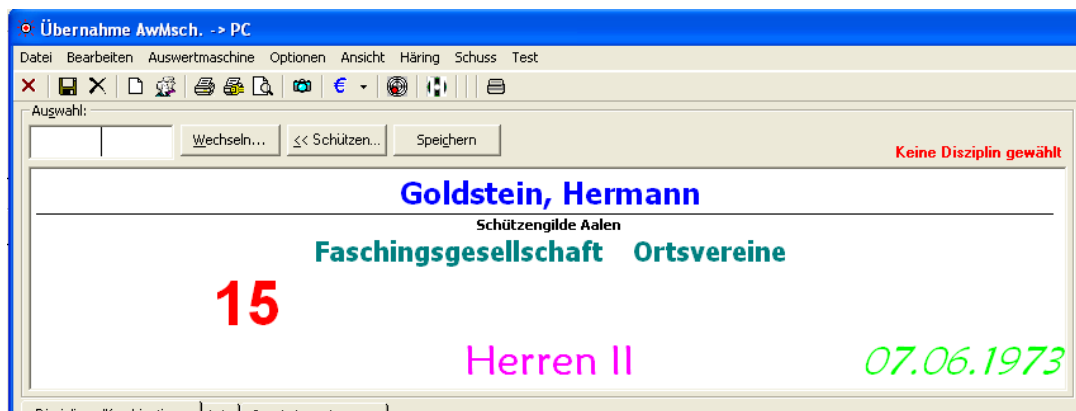 Übernahme AwMsch. -> PC
Datei Bearbeiten Auswertmaschine Optionen Ansicht Häring Schuss Test
€
Auswahl:
Wechseln... << Schützen... Speichern
Keine Disziplin gewählt
Goldstein, Hermann
Schützengilde Aalen
Faschingsgesellschaft Ortsvereine
15
Herren II 07.06.1973